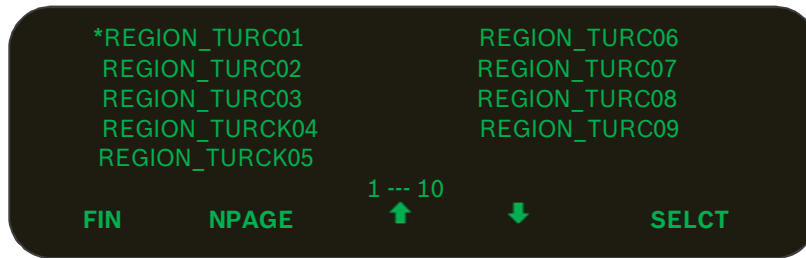 *REGION_TURC01 REGION_TURC06
REGION_TURC02 REGION_TURC07
REGION_TURC03 REGION_TURC08
REGION_TURCK04 REGION_TURC09
REGION_TURCK05
1 --- 10
FIN NPAGE SELCT